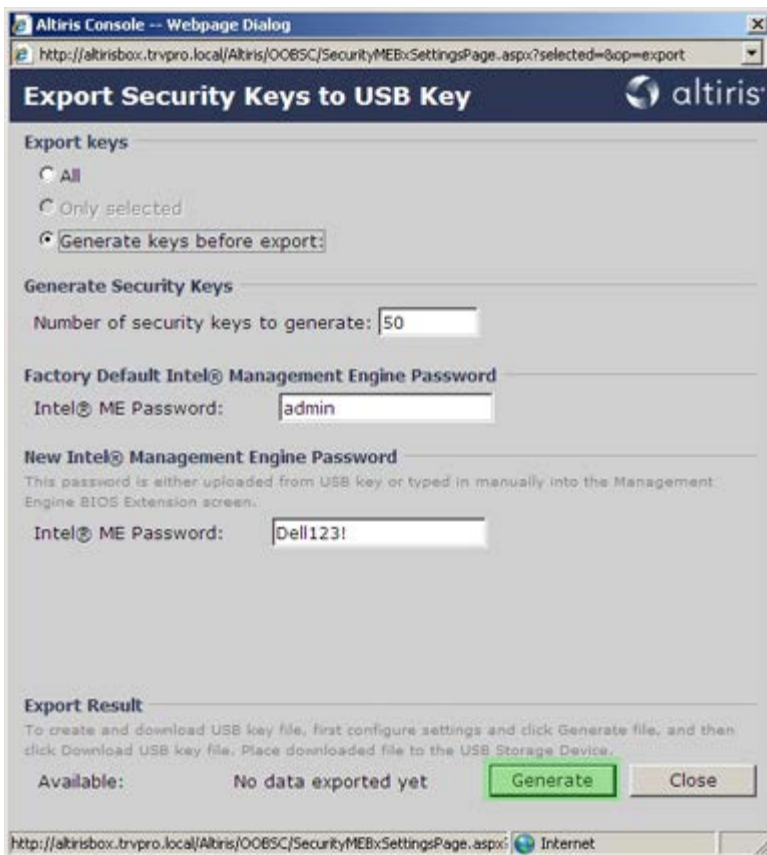 Altiris Console -- Webpage Dialog
http://altirisbox.trvpro.local/Altiris/OOBSC/SecurityMEBxSettingsPage.aspx?selected=&op=export
Export Security Keys to USB Key
altiris
Export keys
All
Only selected
Generate keys before export:
Generate Security Keys
Number of security keys to generate: 50
Factory Default Intel® Management Engine Password
Intel® ME Password: admin
New Intel® Management Engine Password
This password is either uploaded from USB key or typed in manually into the Management
Engine BIOS Extension screen.
Intel® ME Password: Dell123!
Export Result
To create and download USB key file, first configure settings and click Generate file, and then
click Download USB key file. Place downloaded file to the USB Storage Device.
Available: No data exported yet Generate Close
http://altirisbox.trvpro.local/Altiris/OOBSC/SecurityMEBxSettingsPage.aspx? Internet